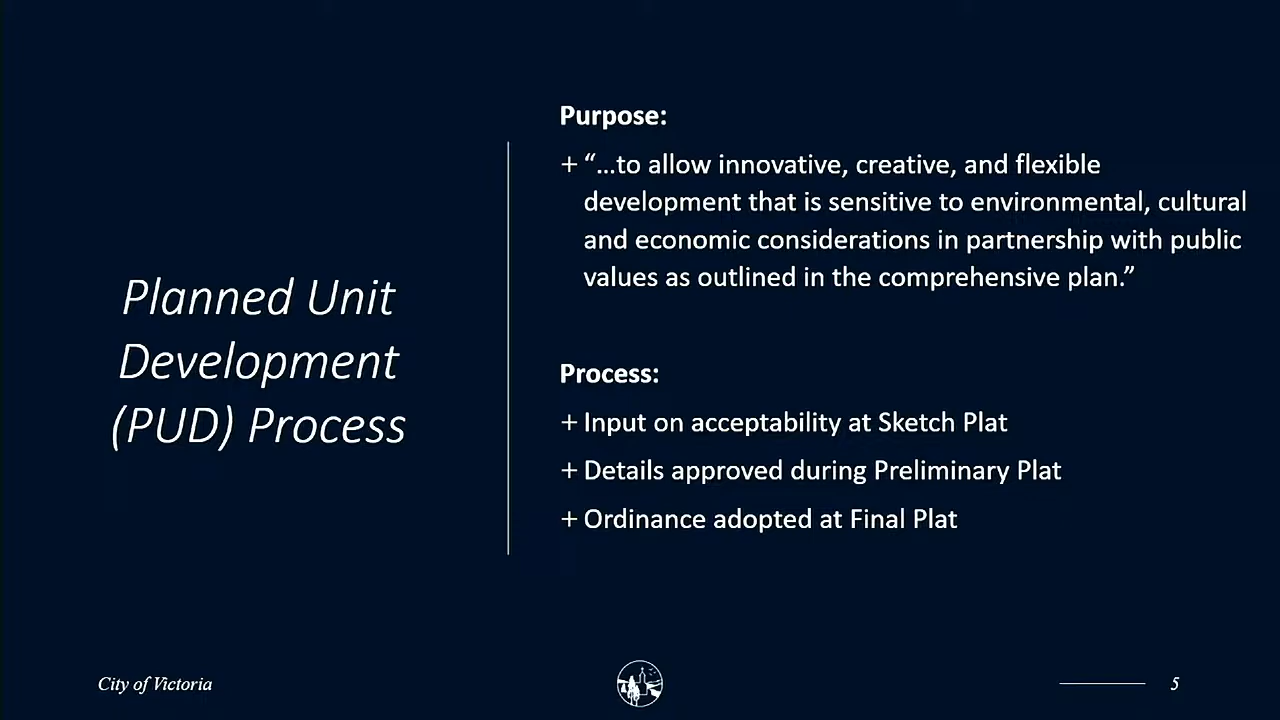 Planned Unit
Development
(PUD) Process
Purpose:
+ “…to allow innovative, creative, and flexible
development that is sensitive to environmental, cultural
and economic considerations in partnership with public
values as outlined in the comprehensive plan.”
Process:
+ Input on acceptability at Sketch Plat
+ Details approved during Preliminary Plat
+ Ordinance adopted at Final Plat
City of Victoria
5